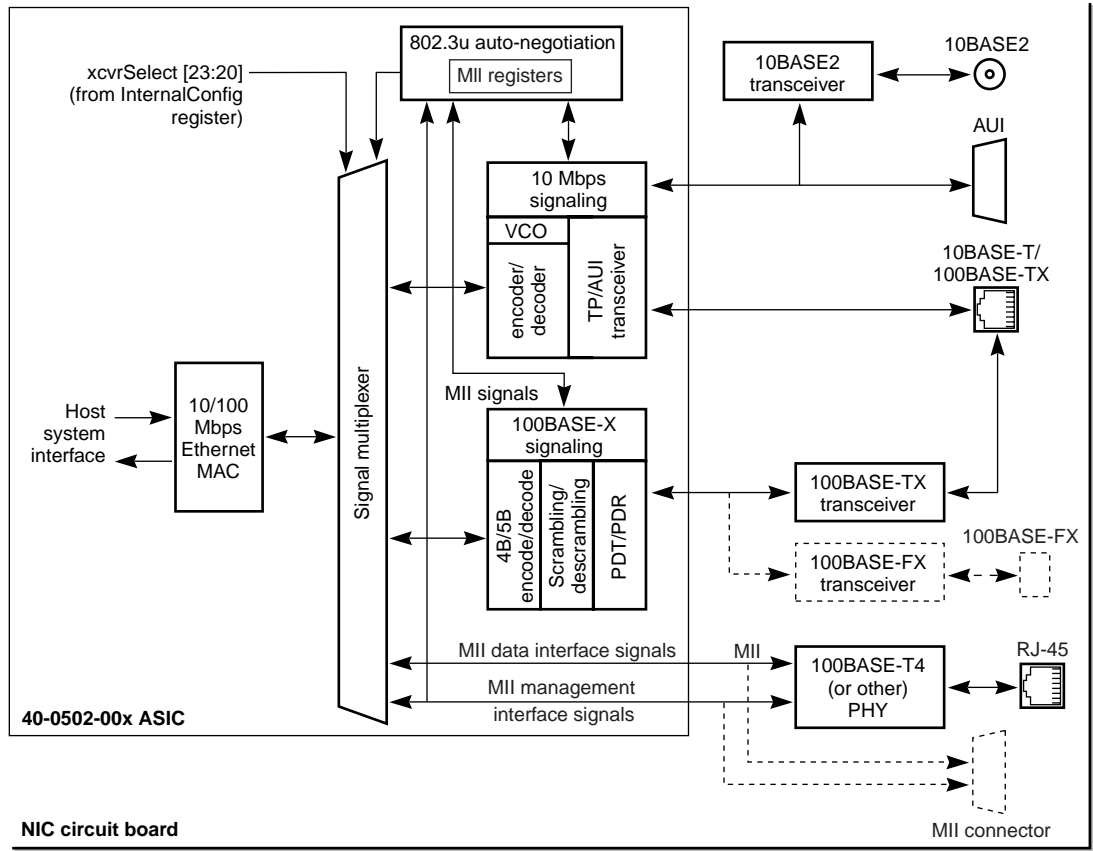 802.3u auto-negotiation
MII registers
xcvrSelect [23:20]
(from InternalConfig
register)
10BASE2
transceiver
10BASE2
AUI
10 Mbps
signaling
VCO
encoder/
decoder
TP/AUI
transceiver
10BASE-T/
100BASE-TX
MII signals
Host
system
interface
10/100
Mbps
Ethernet
MAC
Signal multiplexer
100BASE-X
signaling
4B/5B
encode/decode
Scrambling/
descrambling
PDT/PDR
100BASE-TX
transceiver
100BASE-FX
transceiver
100BASE-FX
MII data interface signals
MII
MII management
interface signals
100BASE-T4
(or other)
PHY
RJ-45
40-0502-00x ASIC
NIC circuit board
MII connector